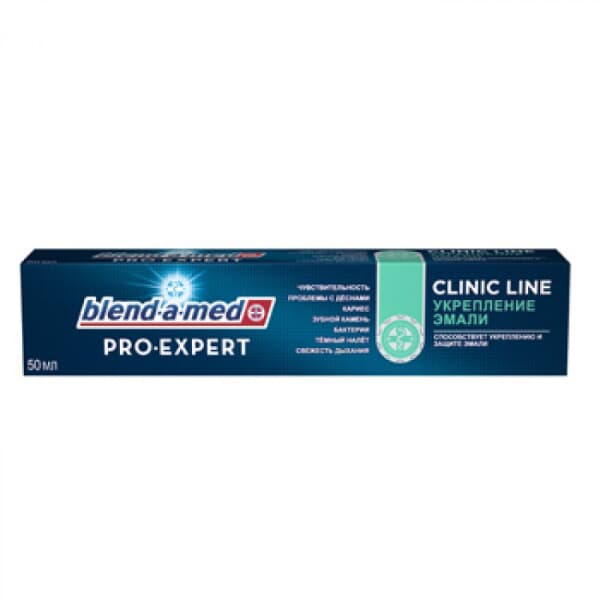 blend-a-med
PRO-EXPERT
50 МЛ
ЧУВСТВИТЕЛЬНОСТЬ
ПРОБЛЕМЫ С ДЁСНАМИ
КАРИЕС
ЗУБНОЙ КАМЕНЬ
БАКТЕРИИ
ТЁМНЫЙ НАЛЁТ
СВЕЖЕСТЬ ДЫХАНИЯ
CLINIC LINE
УКРЕПЛЕНИЕ
ЭМАЛИ
СПОСОБСТВУЕТ УКРЕПЛЕНИЮ И
ЗАЩИТЕ ЭМАЛИ